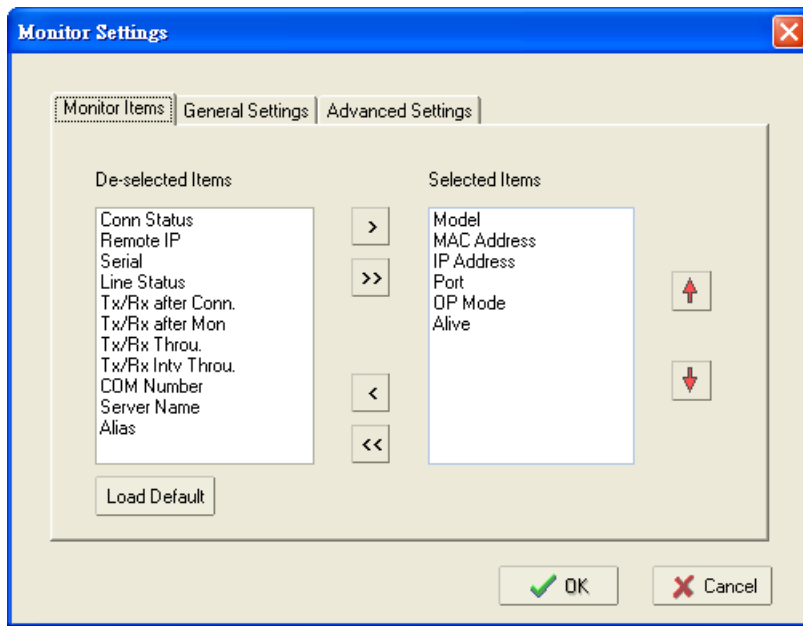 Monitor Settings
Monitor Items
General Settings
Advanced Settings
De-selected Items
Conn Status
Remote IP
Serial
Line Status
Tx/Rx after Conn.
Tx/Rx after Mon
Tx/Rx Throu.
Tx/Rx Intv Throu.
COM Number
Server Name
Alias
>
>>
<
<<
Selected Items
Model
MAC Address
IP Address
Port
OP Mode
Alive
Load Default
OK
Cancel